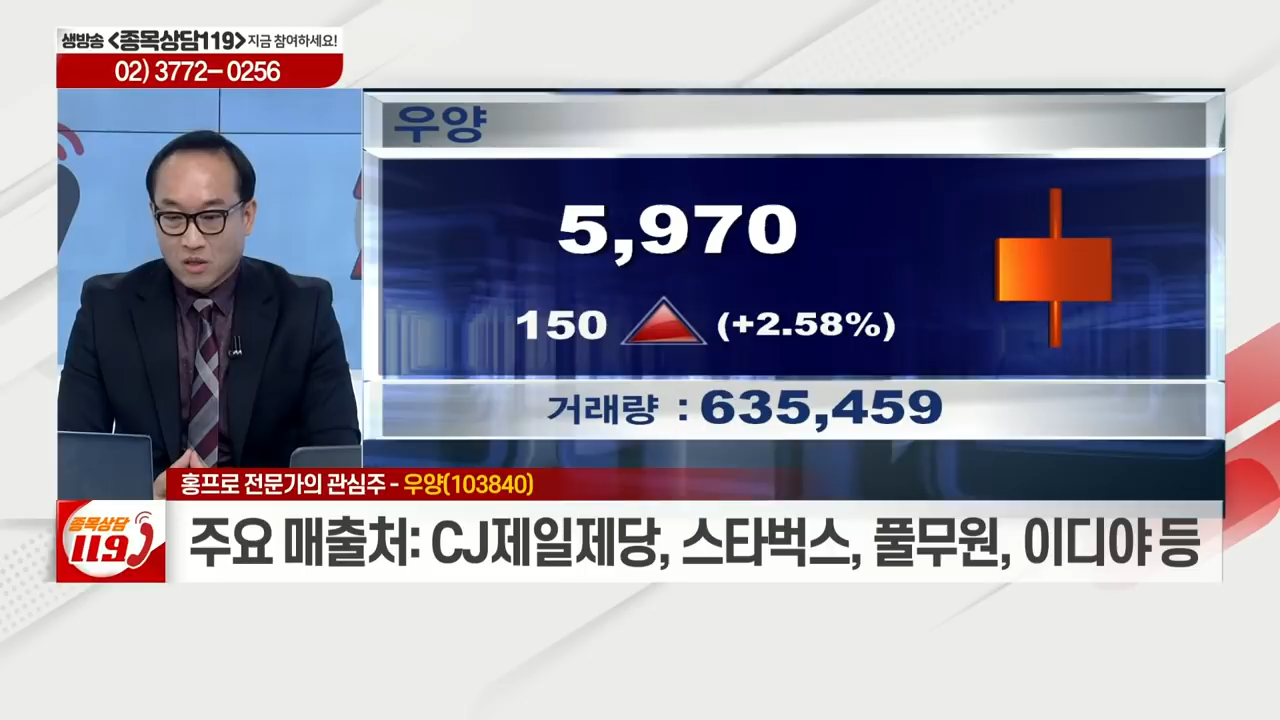 생방송 <종목상담119> 지금 참여하세요!
02) 3772-0256
우양
5,970
150 ▲ (+2.58%)
거래량 : 635,459
홍프로 전문가의 관심주 - 우양(103840)
종목상담
119
주요 매출처: CJ제일제당, 스타벅스, 풀무원, 이디야 등